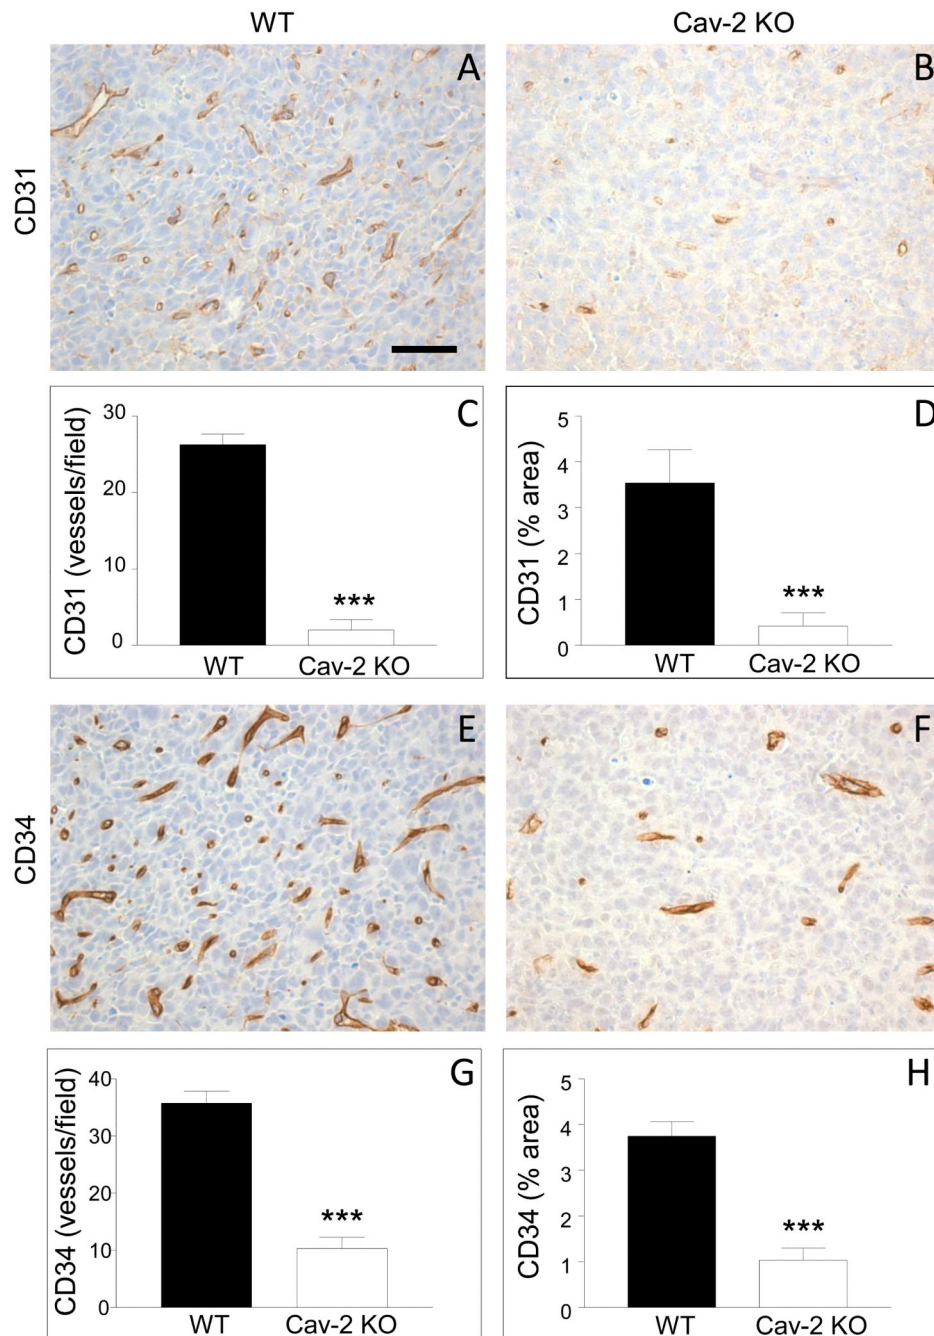 WT
Cav-2 KO
CD31
A
B
C
CD31 (vessels/field)
30
20
10
0
***
WT
Cav-2 KO
D
CD31 (% area)
5
4
3
2
1
0
***
WT
Cav-2 KO
CD34
E
F
G
CD34 (vessels/field)
40
30
20
10
0
***
WT
Cav-2 KO
H
CD34 (% area)
5
4
3
2
1
0
***
WT
Cav-2 KO